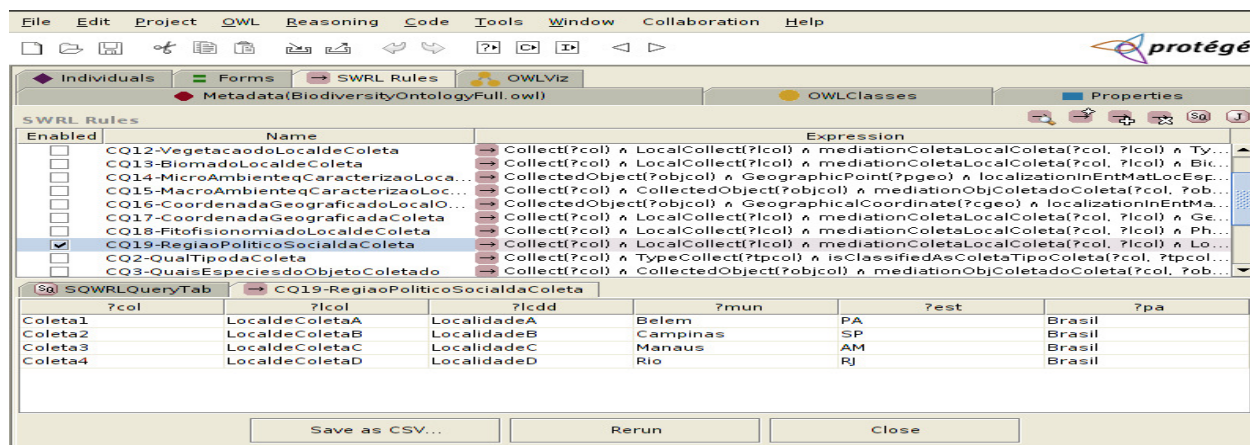 File Edit Project OWL Reasoning Code Tools Window Collaboration Help
protégé
Individuals Forms SWRL Rules OWLViz
Metadata(BiodiversityOntologyFull.owl) OWLClasses Properties
SWRL Rules
Enabled Name Expression
CQ12-VegetacaodoLocaldeColeta Collect(?col) ∧ LocalCollect(?lcol) ∧ mediationColetaLocalColeta(?col, ?lcol) ∧ Ty...
CQ13-BiomadoLocaldeColeta Collect(?col) ∧ LocalCollect(?lcol) ∧ mediationColetaLocalColeta(?col, ?lcol) ∧ Bic...
CQ14-MicroAmbienteqCaracterizaoLoca... CollectedObject(?objcol) ∧ GeographicPoint(?pgeo) ∧ localizationInEntMatLocEsp...
CQ15-MacroAmbienteqCaracterizaoLoc... Collect(?col) ∧ CollectedObject(?objcol) ∧ mediationObjColetadoColeta(?col, ?ob...
CQ16-CoordenadaGeograficadoLocalO... CollectedObject(?objcol) ∧ GeographicalCoordinate(?cgeo) ∧ localizationInEntMa...
CQ17-CoordenadaGeograficadaColeta Collect(?col) ∧ LocalCollect(?lcol) ∧ mediationColetaLocalColeta(?col, ?lcol) ∧ Ge...
CQ18-FitofisionomiadoLocaldeColeta Collect(?col) ∧ LocalCollect(?lcol) ∧ mediationColetaLocalColeta(?col, ?lcol) ∧ Ph...
CQ19-RegiaoPoliticoSocialdaColeta Collect(?col) ∧ LocalCollect(?lcol) ∧ mediationColetaLocalColeta(?col, ?lcol) ∧ Lo...
CQ2-QualTipodaColeta Collect(?col) ∧ TypeCollect(?tpcol) ∧ isClassifiedAsColetaTipoColeta(?col, ?tpcol...
CQ3-QuaisEspeciesdoObjetoColetado Collect(?col) ∧ CollectedObject(?objcol) ∧ mediationObjColetadoColeta(?col, ?ob...
SQWRLQueryTab CQ19-RegiaoPoliticoSocialdaColeta
?col ?lcol ?lcdd ?mun ?est ?pa
Coleta1 LocaldeColetaA LocalidadeA Belem PA Brasil
Coleta2 LocaldeColetaB LocalidadeB Campinas SP Brasil
Coleta3 LocaldeColetaC LocalidadeC Manaus AM Brasil
Coleta4 LocaldeColetaD LocalidadeD Rio RJ Brasil
Save as CSV... Rerun Close